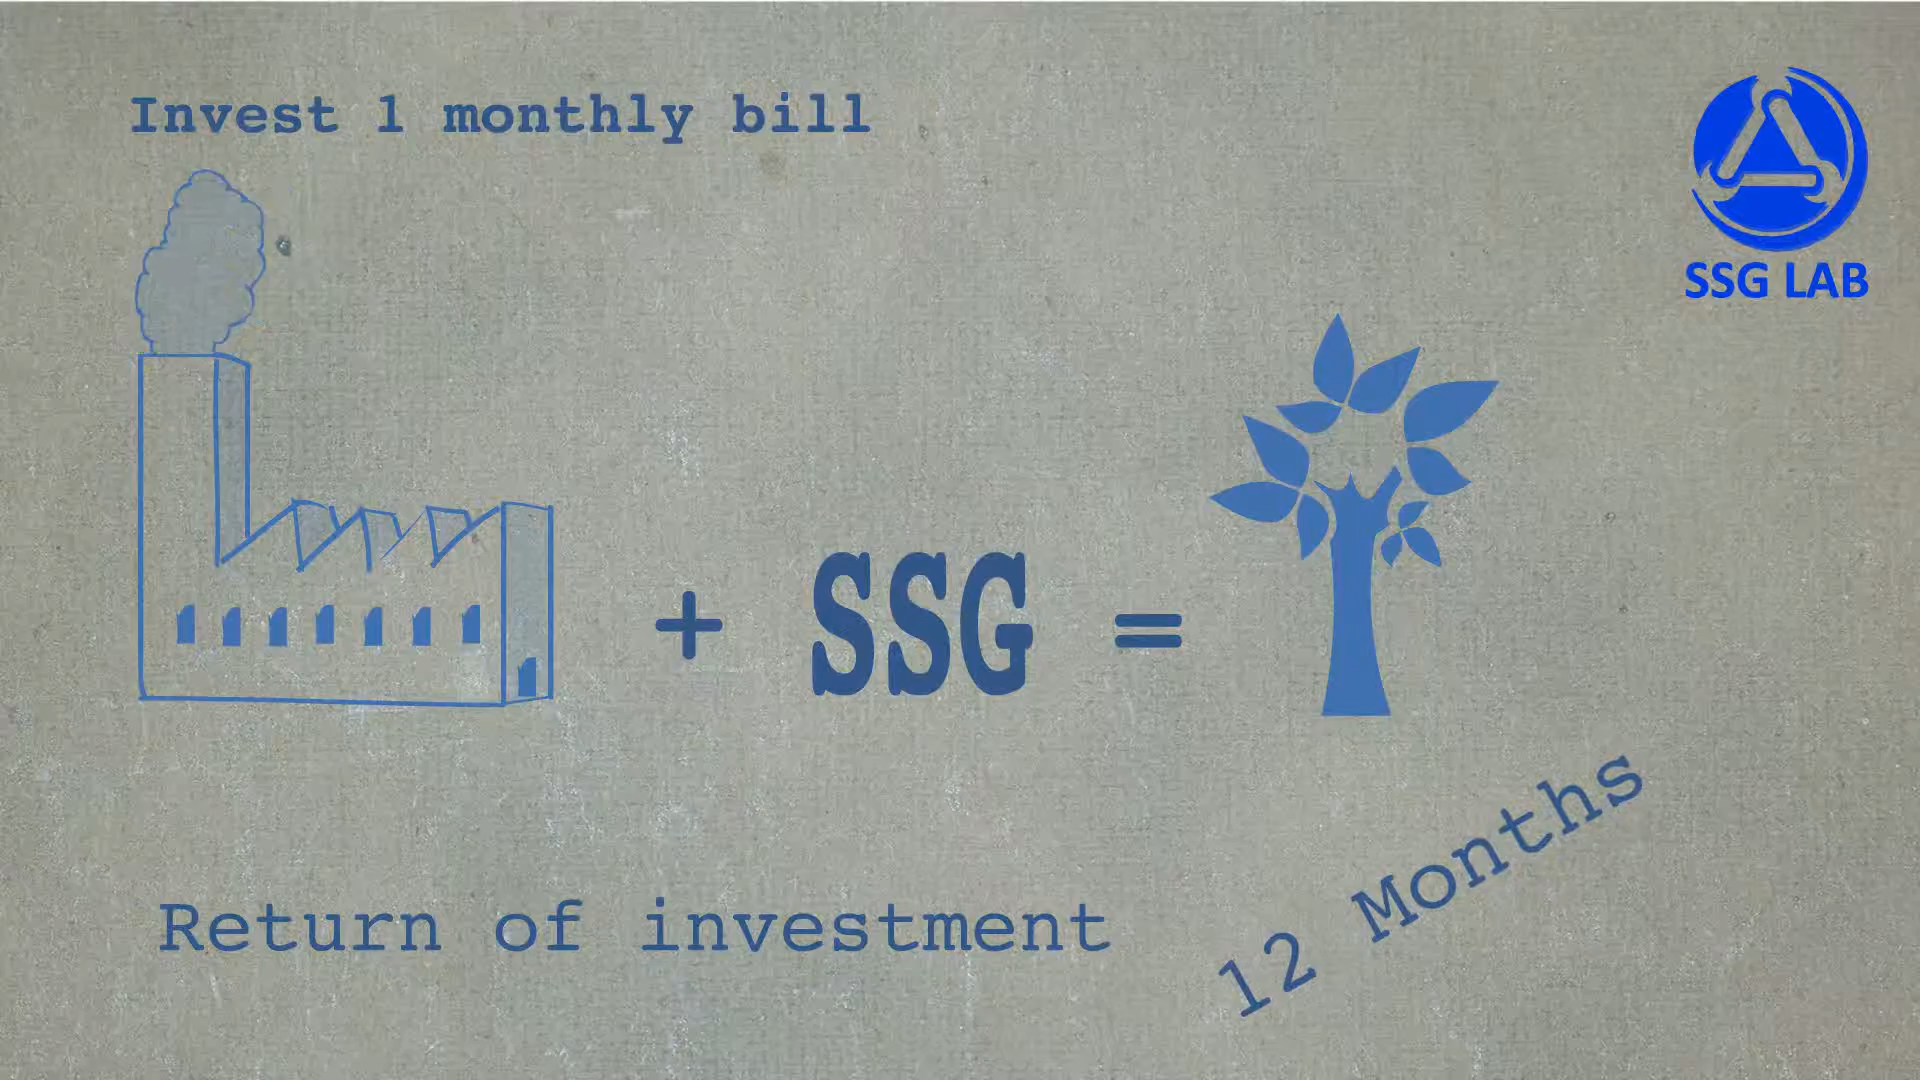 Invest 1 monthly bill
SSG LAB
+ SSG =
12 Months
Return of investment